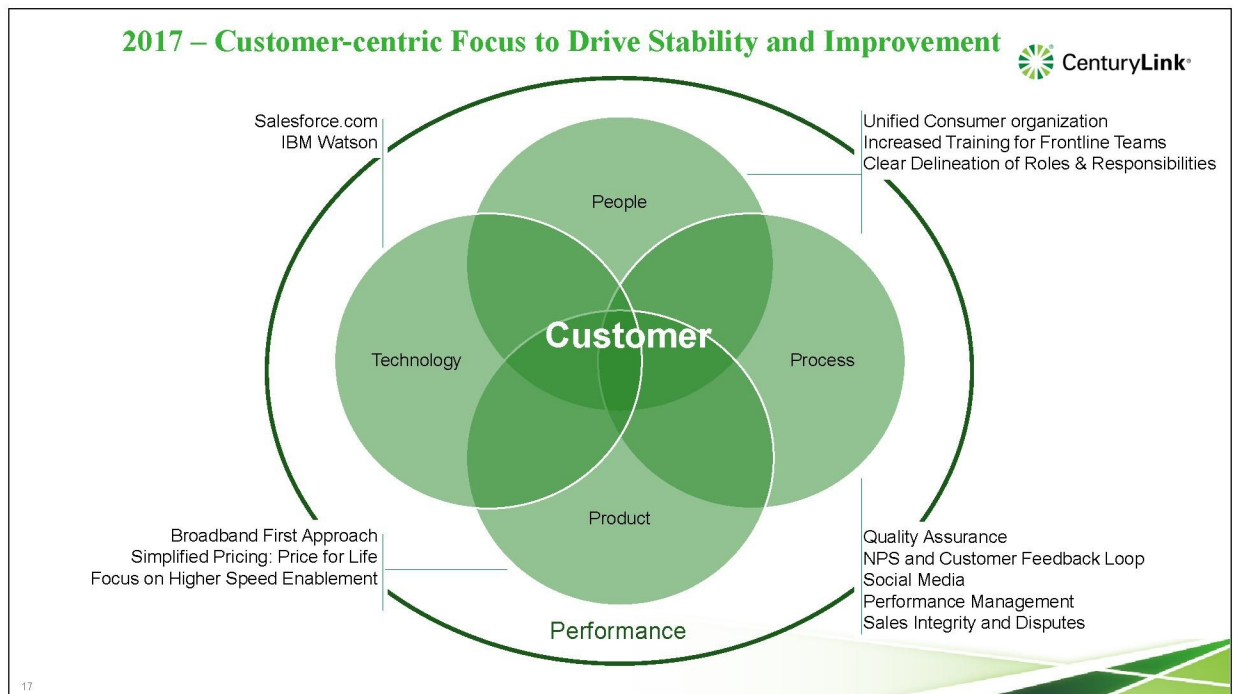 2017 – Customer-centric Focus to Drive Stability and Improvement
CenturyLink®
Salesforce.com
IBM Watson
Unified Consumer organization
Increased Training for Frontline Teams
Clear Delineation of Roles & Responsibilities
People
Customer
Technology
Process
Product
Broadband First Approach
Simplified Pricing: Price for Life
Focus on Higher Speed Enablement
Quality Assurance
NPS and Customer Feedback Loop
Social Media
Performance Management
Sales Integrity and Disputes
Performance
17